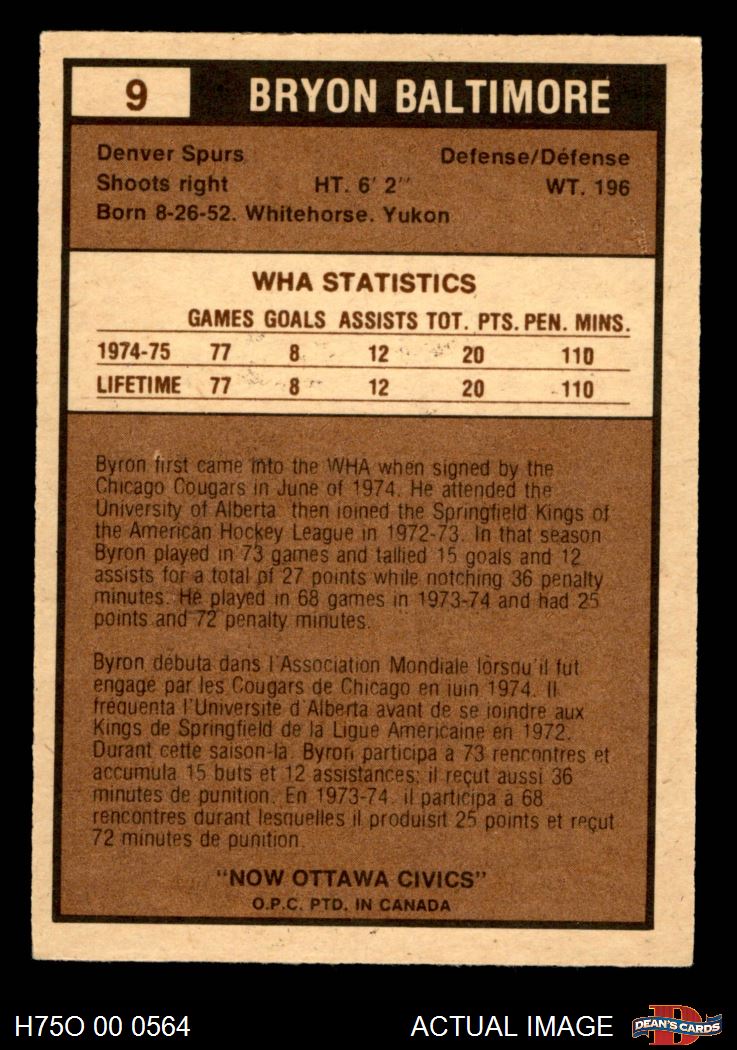 9 BRYON BALTIMORE
Denver Spurs Defense/Défense
Shoots right HT. 6' 2" WT. 196
Born 8-26-52. Whitehorse. Yukon
WHA STATISTICS
GAMES GOALS ASSISTS TOT. PTS. PEN. MINS.
1974-75 77 8 12 20 110
LIFETIME 77 8 12 20 110
Byron first came into the WHA when signed by the
Chicago Cougars in June of 1974. He attended the
University of Alberta then joined the Springfield Kings of
the American Hockey League in 1972-73. In that season
Byron played in 73 games and tallied 15 goals and 12
assists for a total of 27 points while notching 36 penalty
minutes. He played in 68 games in 1973-74 and had 25
points and 72 penalty minutes.
Byron débuta dans l'Association Mondiale lorsqu'il fut
engagé par les Cougars de Chicago en juin 1974. Il
fréquenta l'Université d'Alberta avant de se joindre aux
Kings de Springfield de la Ligue Américaine en 1972.
Durant cette saison-là. Byron participa à 73 rencontres et
accumula 15 buts et 12 assistances; il reçut aussi 36
minutes de punition. En 1973-74. il participa à 68
rencontres durant lesquelles il produisit 25 points et reçut
72 minutes de punition.
"NOW OTTAWA CIVICS"
O.P.C. PTD. IN CANADA
H75O 00 0564 ACTUAL IMAGE D DEAN'S CARDS